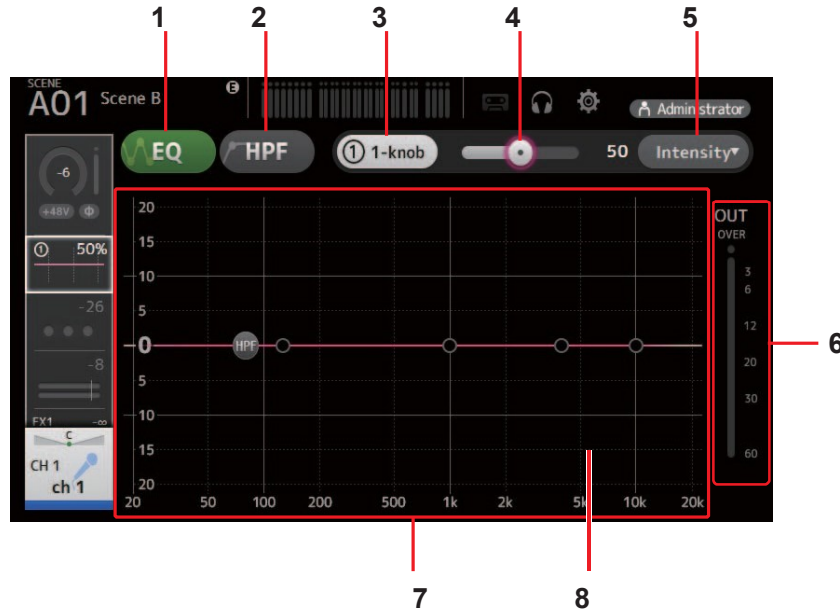 1 2 3 4 5
SCENE
A01 Scene B E Administrator
EQ HPF 1 1-knob 50 Intensity
-6
+48V Φ
1 50%
-26
-8
FX1 -∞
C
CH 1
ch 1
20
15
10
5
0 HPF
5
10
15
20
20 50 100 200 500 1k 2k 5k 10k 20k
OUT
OVER
3
6
12
20
30
60
6
7 8